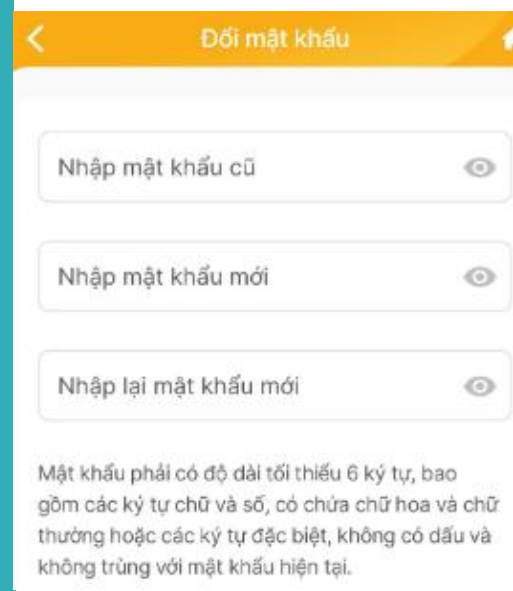 Đổi mật khẩu
Nhập mật khẩu cũ
Nhập mật khẩu mới
Nhập lại mật khẩu mới
Mật khẩu phải có độ dài tối thiểu 6 ký tự, bao
gồm các ký tự chữ và số, có chứa chữ hoa và chữ
thường hoặc các ký tự đặc biệt, không có dấu và
không trùng với mật khẩu hiện tại.